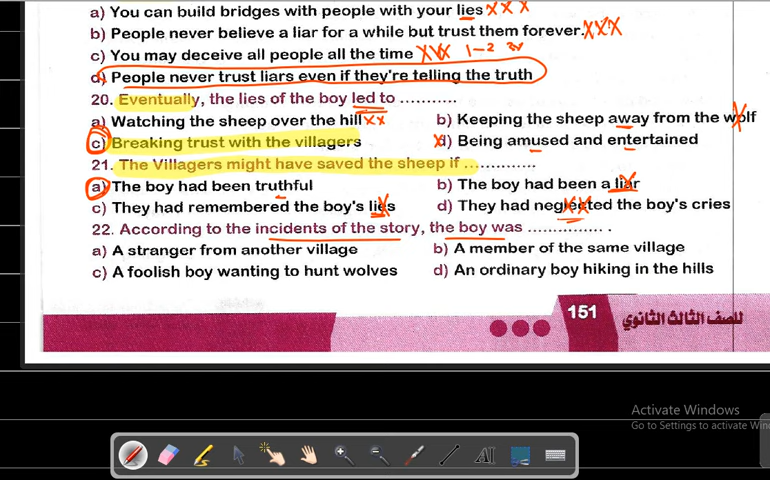 a) You can build bridges with people with your lies XXX
b) People never believe a liar for a while but trust them forever. XXX
c) You may deceive all people all the time XXX 1-2
d) People never trust liars even if they're telling the truth
20. Eventually, the lies of the boy led to ...........
a) Watching the sheep over the hill XX b) Keeping the sheep away from the wolf
c) Breaking trust with the villagers d) Being amused and entertained
21. The Villagers might have saved the sheep if ..............
a) The boy had been truthful b) The boy had been a liar
c) They had remembered the boy's lies d) They had neglected the boy's cries
22. According to the incidents of the story, the boy was ............... .
a) A stranger from another village b) A member of the same village
c) A foolish boy wanting to hunt wolves d) An ordinary boy hiking in the hills
151 للصف الثالث الثانوي
Activate Windows
Go to Settings to activate Win
AI